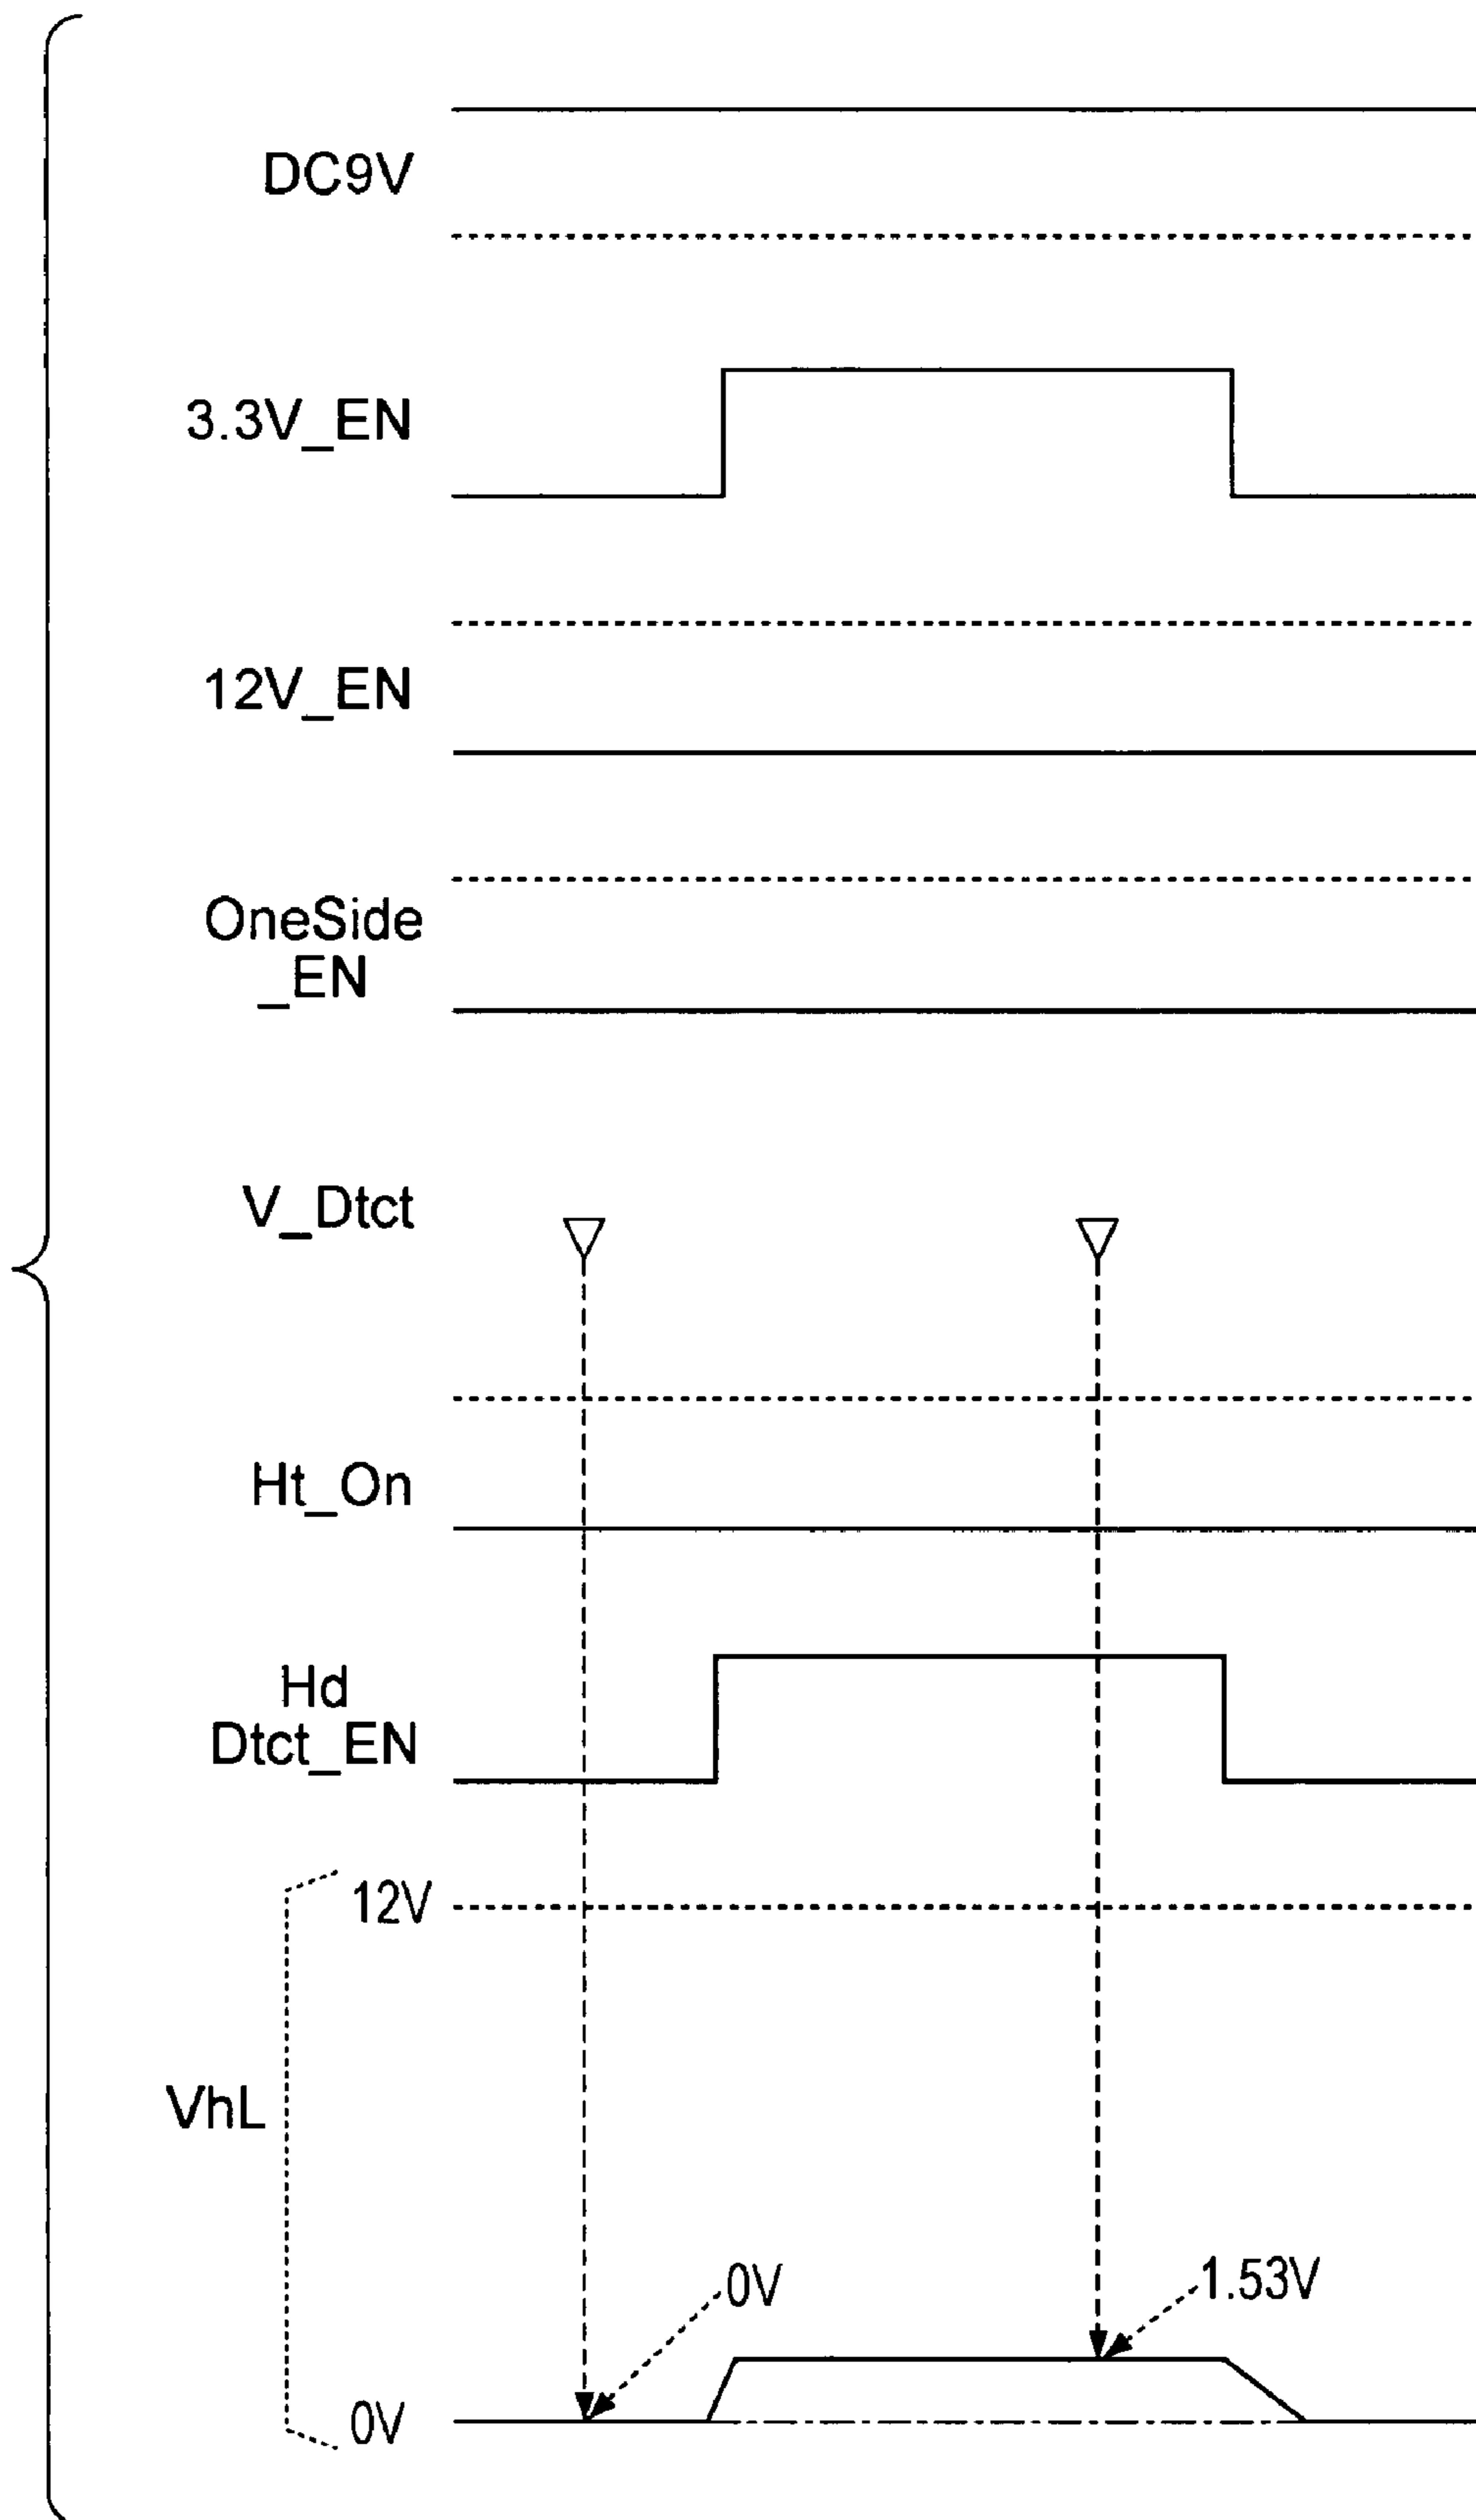 DC9V
3.3V_EN
12V_EN
OneSide
_EN
V_Dtct
Ht_On
Hd
Dtct_EN
12V
VhL
0V
1.53V
0V